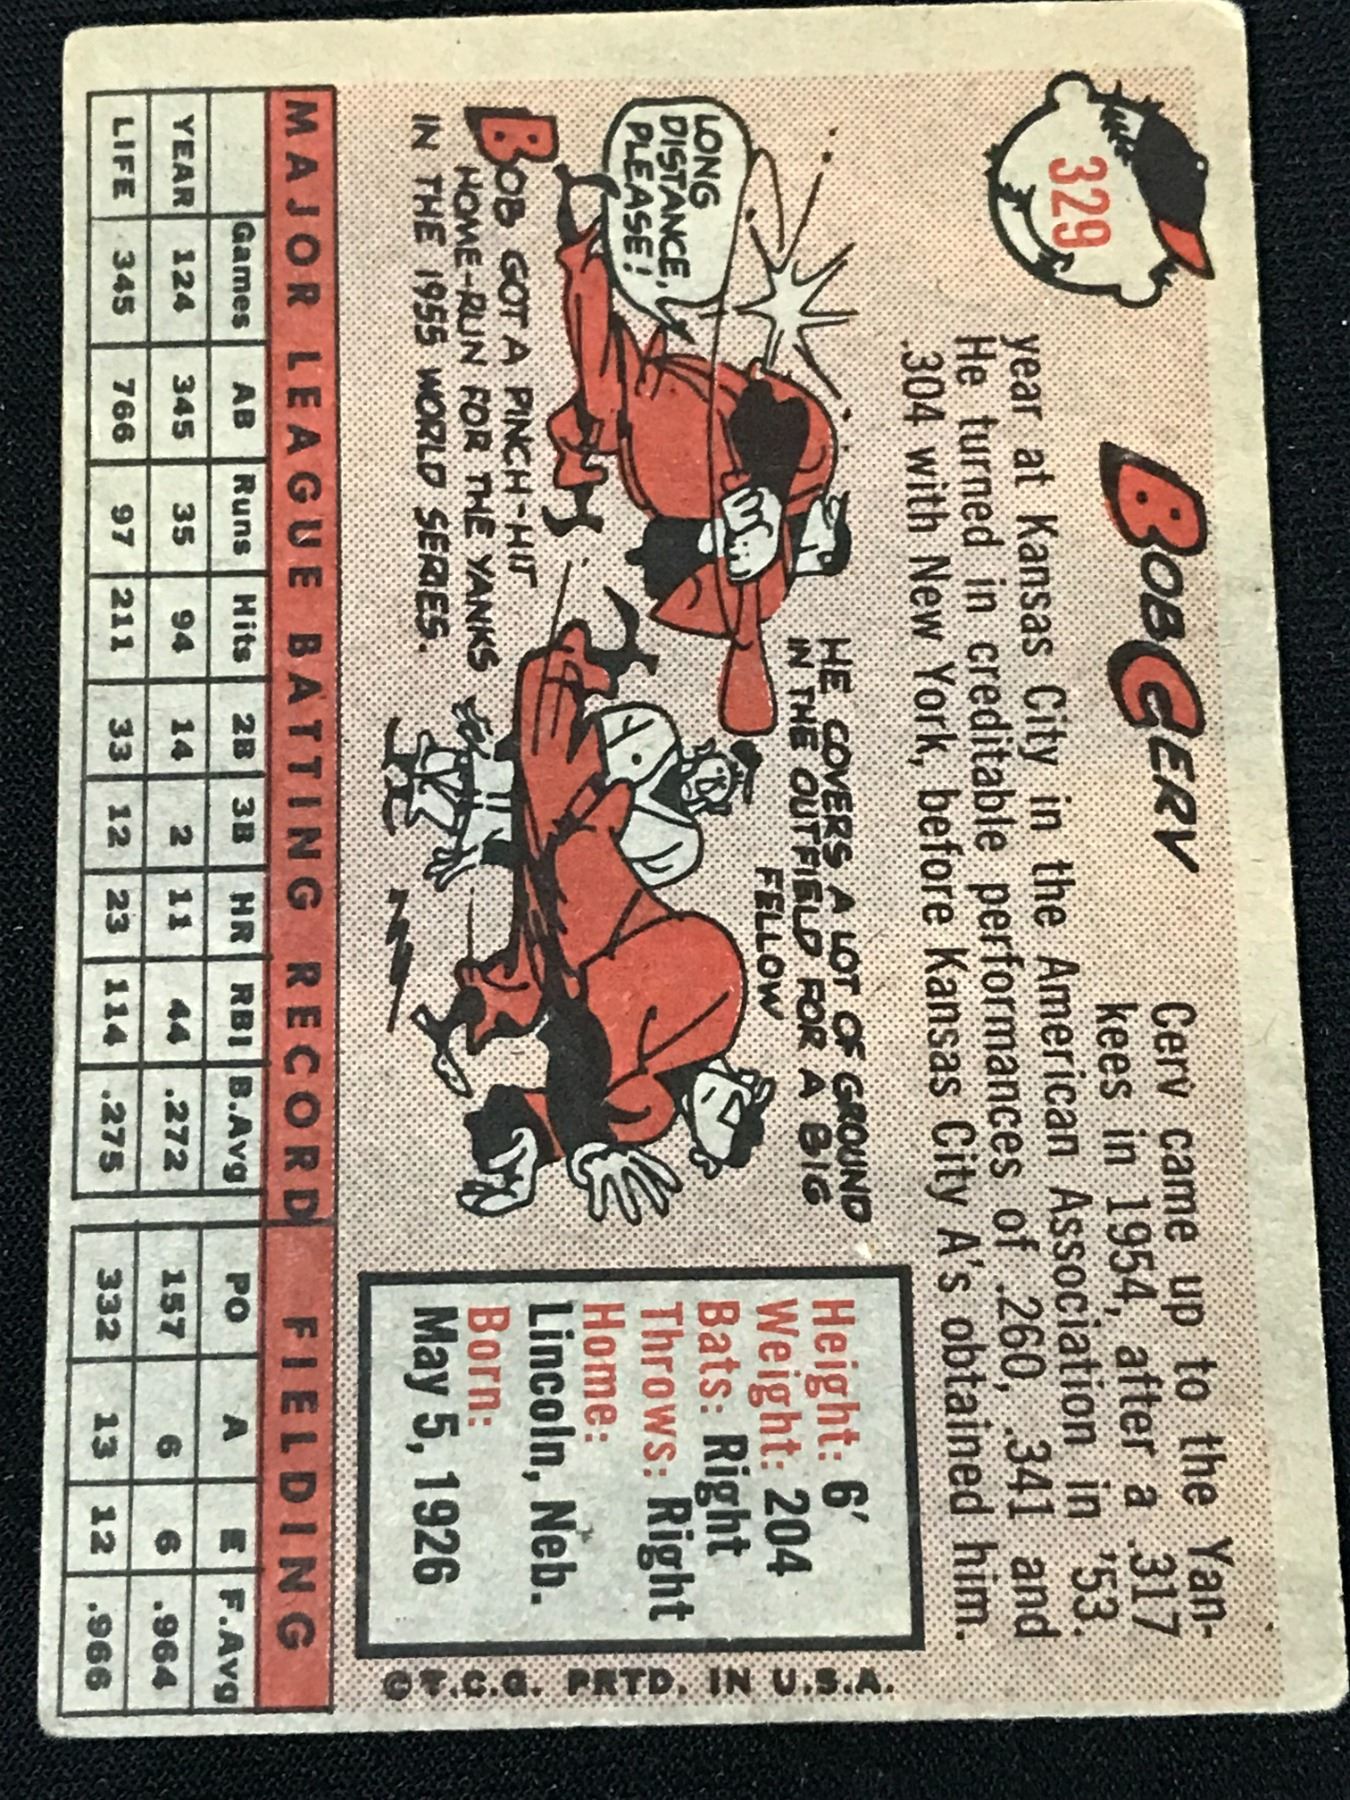 329
BOB CERV
Cerv came up to the Yan-
kees in 1954, after a .317
year at Kansas City in the American Association in '53.
He turned in creditable performances of .260, .341 and
.304 with New York, before Kansas City A's obtained him.
LONG
DISTANCE,
PLEASE!
BOB GOT A PINCH-HIT
HOME-RUN FOR THE YANKS
IN THE 1955 WORLD SERIES.
HE COVERS A LOT OF GROUND
IN THE OUTFIELD FOR A BIG
FELLOW
Height: 6'
Weight: 204
Bats: Right
Throws: Right
Home:
Lincoln, Neb.
Born:
May 5, 1926
©T.C.G. PRTD. IN U.S.A.
MAJOR LEAGUE BATTING RECORD FIELDING
Games AB Runs Hits 2B 3B HR RBI B.Avg PO A E F.Avg
YEAR 124 345 35 94 14 2 11 44 .272 157 6 6 .964
LIFE 345 766 97 211 33 12 23 114 .275 332 13 12 .966